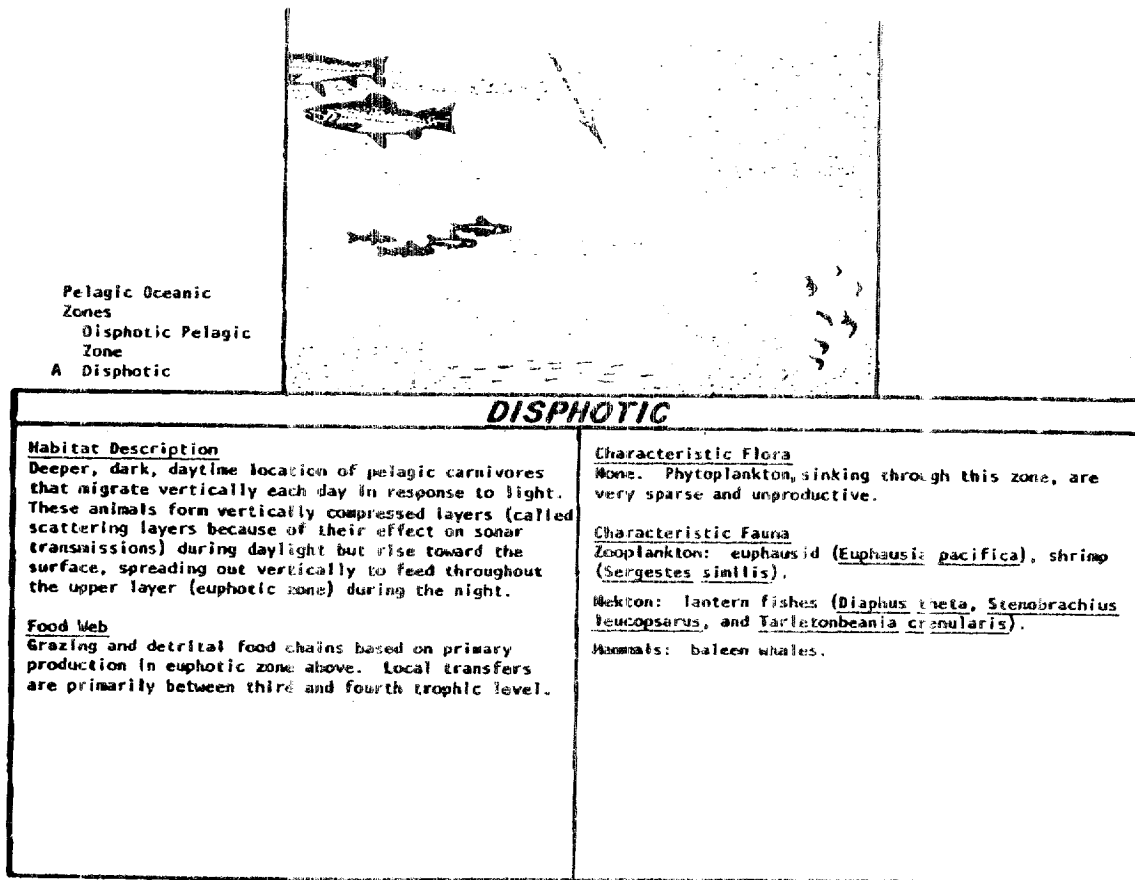 Pelagic Oceanic
Zones
Disphotic Pelagic
Zone
A Disphotic
DISPHOTIC
Habitat Description
Deeper, dark, daytime location of pelagic carnivores
that migrate vertically each day in response to light.
These animals form vertically compressed layers (called
scattering layers because of their effect on sonar
transmissions) during daylight but rise toward the
surface, spreading out vertically to feed throughout
the upper layer (euphotic zone) during the night.
Food Web
Grazing and detrital food chains based on primary
production in euphotic zone above. Local transfers
are primarily between third and fourth trophic level.
Characteristic Flora
None. Phytoplankton, sinking through this zone, are
very sparse and unproductive.
Characteristic Fauna
Zooplankton: euphausid (Euphausia pacifica), shrimp
(Sergestes similis).
Nekton: lantern fishes (Diaphus theta, Stenobrachius
leucopsarus, and Tarletonbeania crenularis).
Mammals: baleen whales.